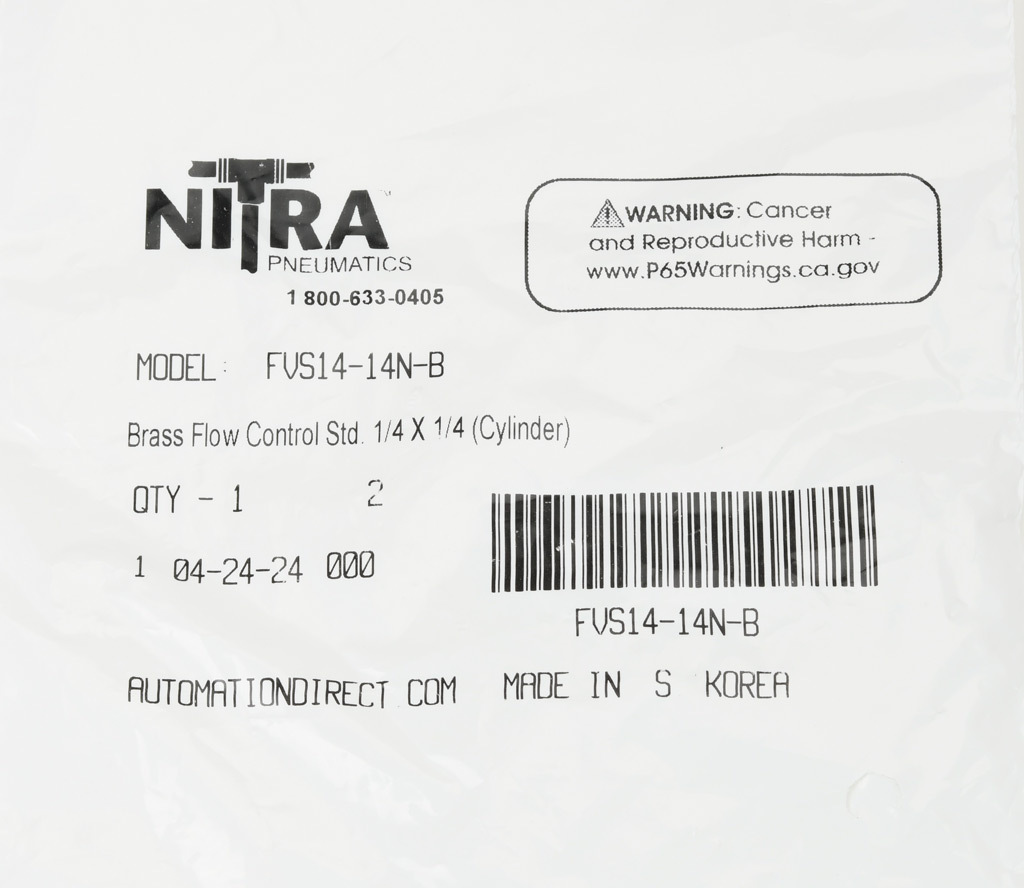 NITRA™
PNEUMATICS
1 800-633-0405
⚠WARNING: Cancer
and Reproductive Harm -
www.P65Warnings.ca.gov
MODEL: FVS14-14N-B
Brass Flow Control Std. 1/4 X 1/4 (Cylinder)
QTY - 1 2
1 04-24-24 000
FVS14-14N-B
AUTOMATIONDIRECT COM MADE IN S KOREA